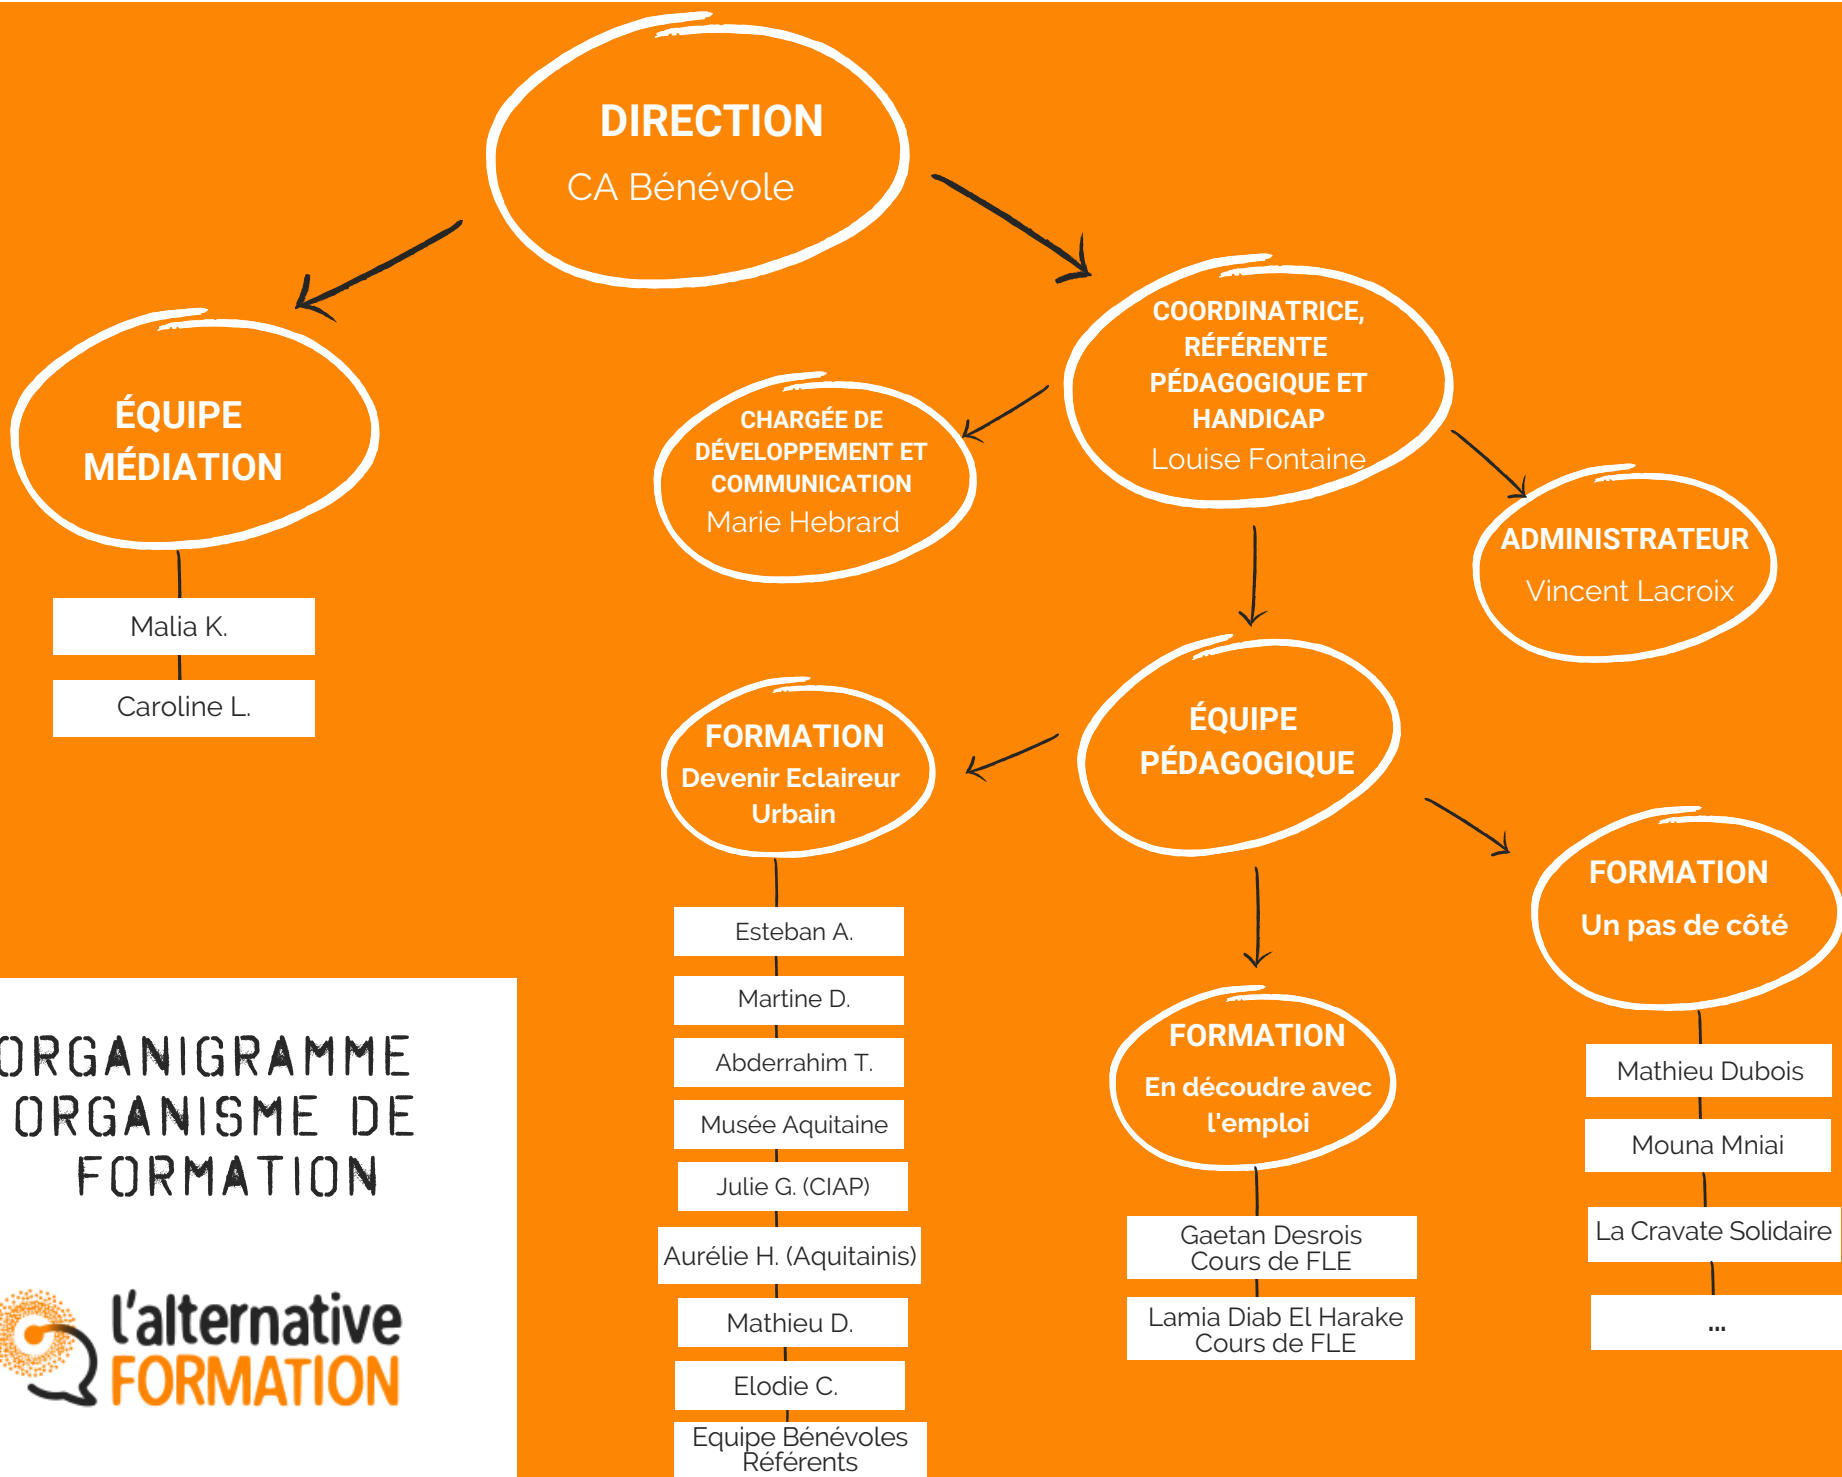 DIRECTION
CA Bénévole
ÉQUIPE
MÉDIATION
Malia K.
Caroline L.
COORDINATRICE,
RÉFÉRENTE
PÉDAGOGIQUE ET
HANDICAP
Louise Fontaine
CHARGÉE DE
DÉVELOPPEMENT ET
COMMUNICATION
Marie Hebrard
ADMINISTRATEUR
Vincent Lacroix
ÉQUIPE
PÉDAGOGIQUE
FORMATION
Devenir Eclaireur
Urbain
Esteban A.
Martine D.
Abderrahim T.
Musée Aquitaine
Julie G. (CIAP)
Aurélie H. (Aquitainis)
Mathieu D.
Elodie C.
Equipe Bénévoles
Référents
FORMATION
En découdre avec
l'emploi
Gaetan Desrois
Cours de FLE
Lamia Diab El Harake
Cours de FLE
FORMATION
Un pas de côté
Mathieu Dubois
Mouna Mniai
La Cravate Solidaire
...
ORGANIGRAMME
ORGANISME DE
FORMATION
l'alternative
FORMATION